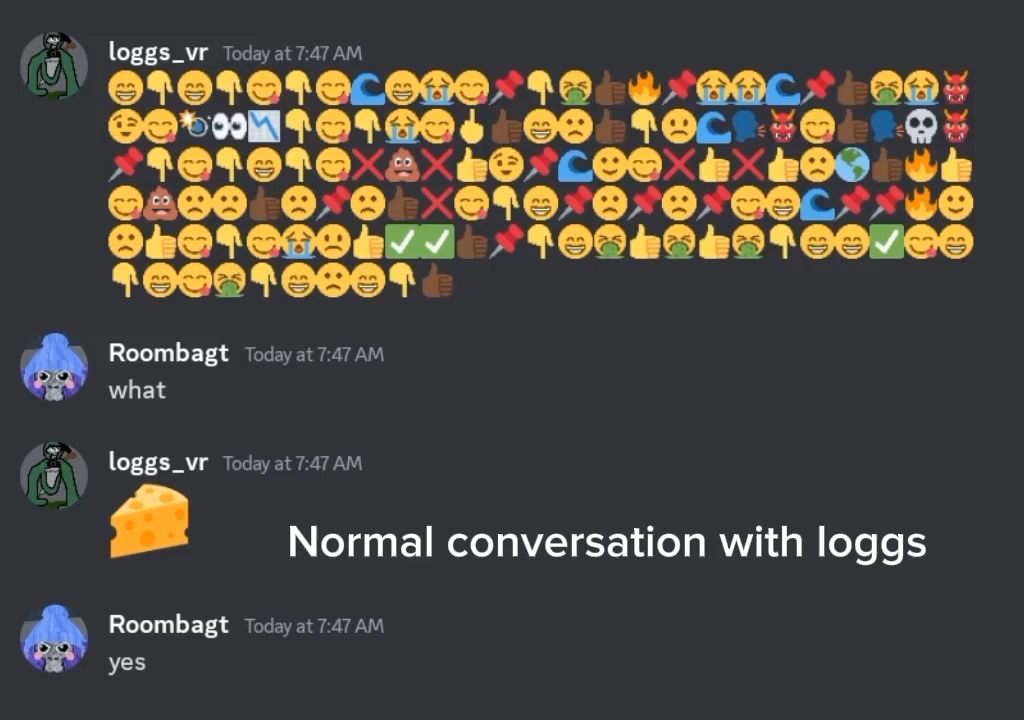 loggs_vr Today at 7:47 AM
Roombagt Today at 7:47 AM
what
loggs_vr Today at 7:47 AM
Normal conversation with loggs
Roombagt Today at 7:47 AM
yes